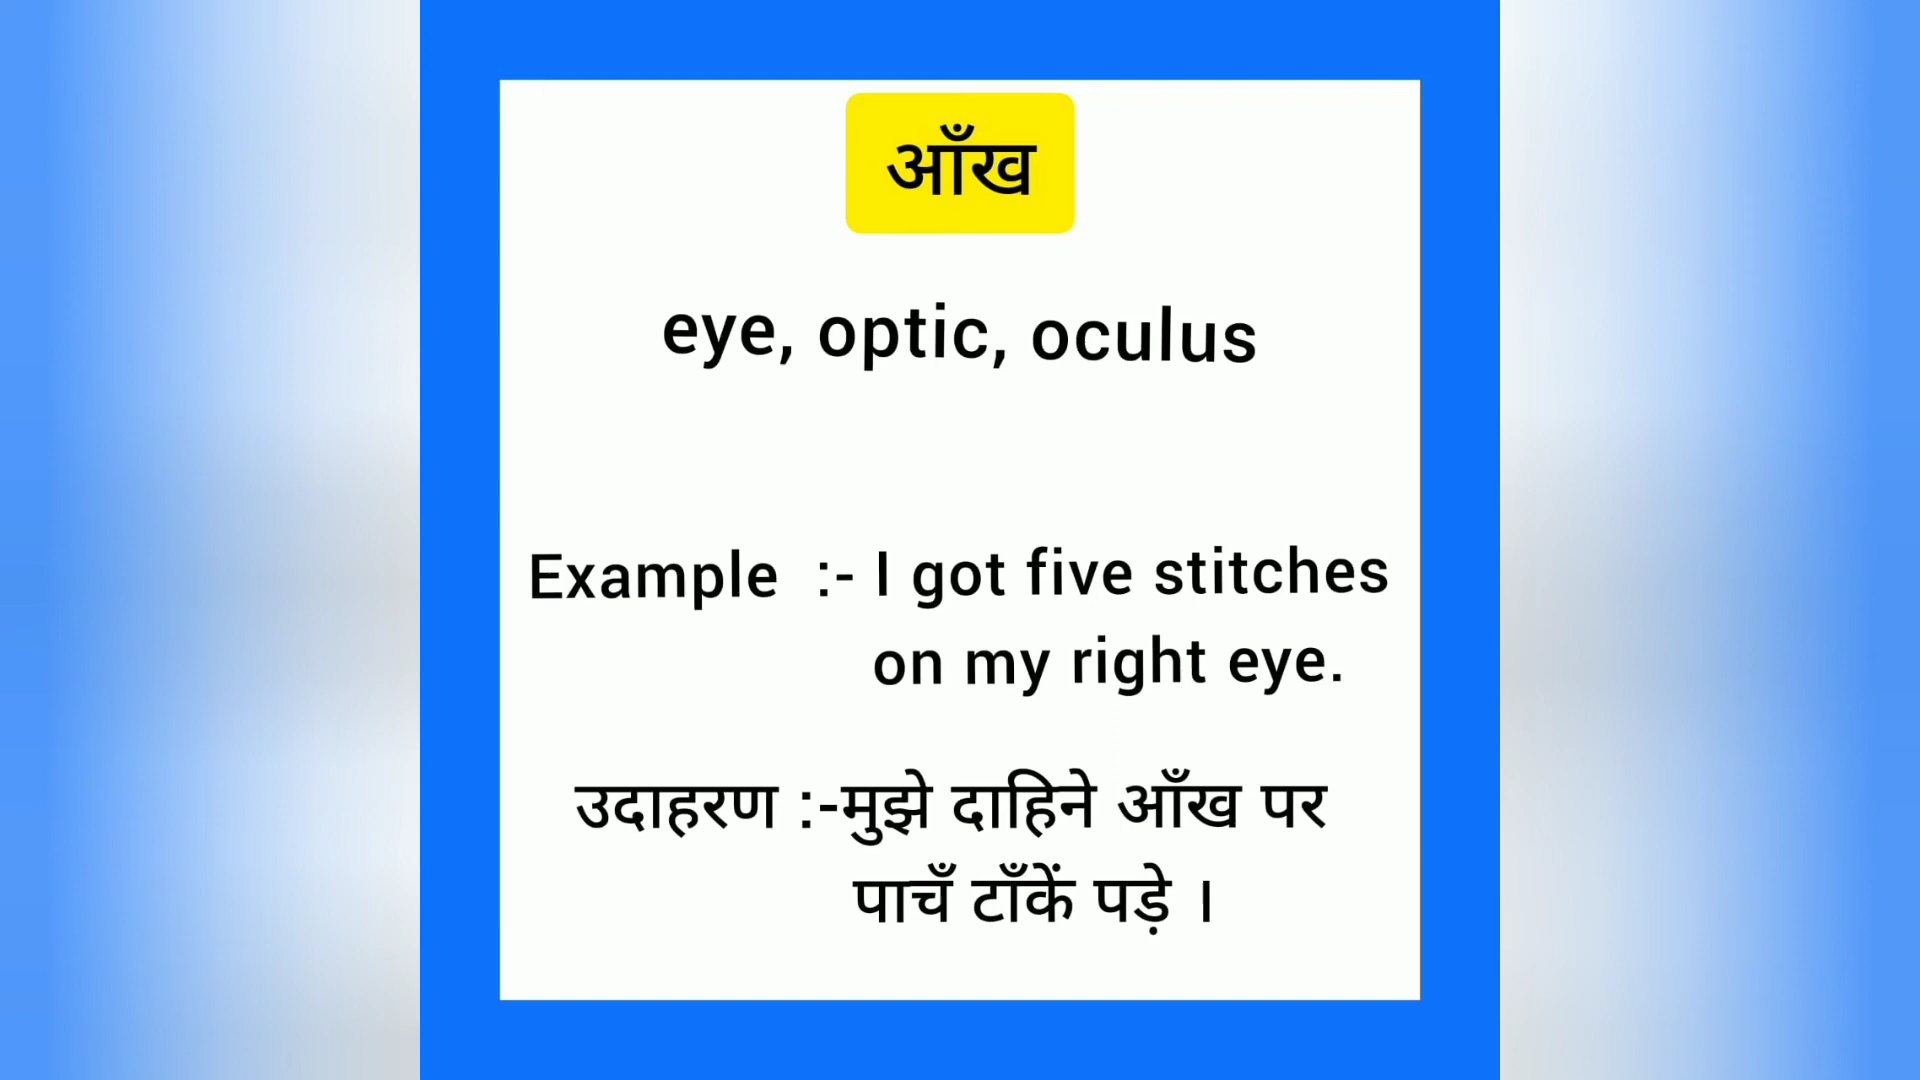 आँख
eye, optic, oculus
Example :- I got five stitches
on my right eye.
उदाहरण :-मुझे दाहिने आँख पर
पाचँ टाँकें पड़े ।